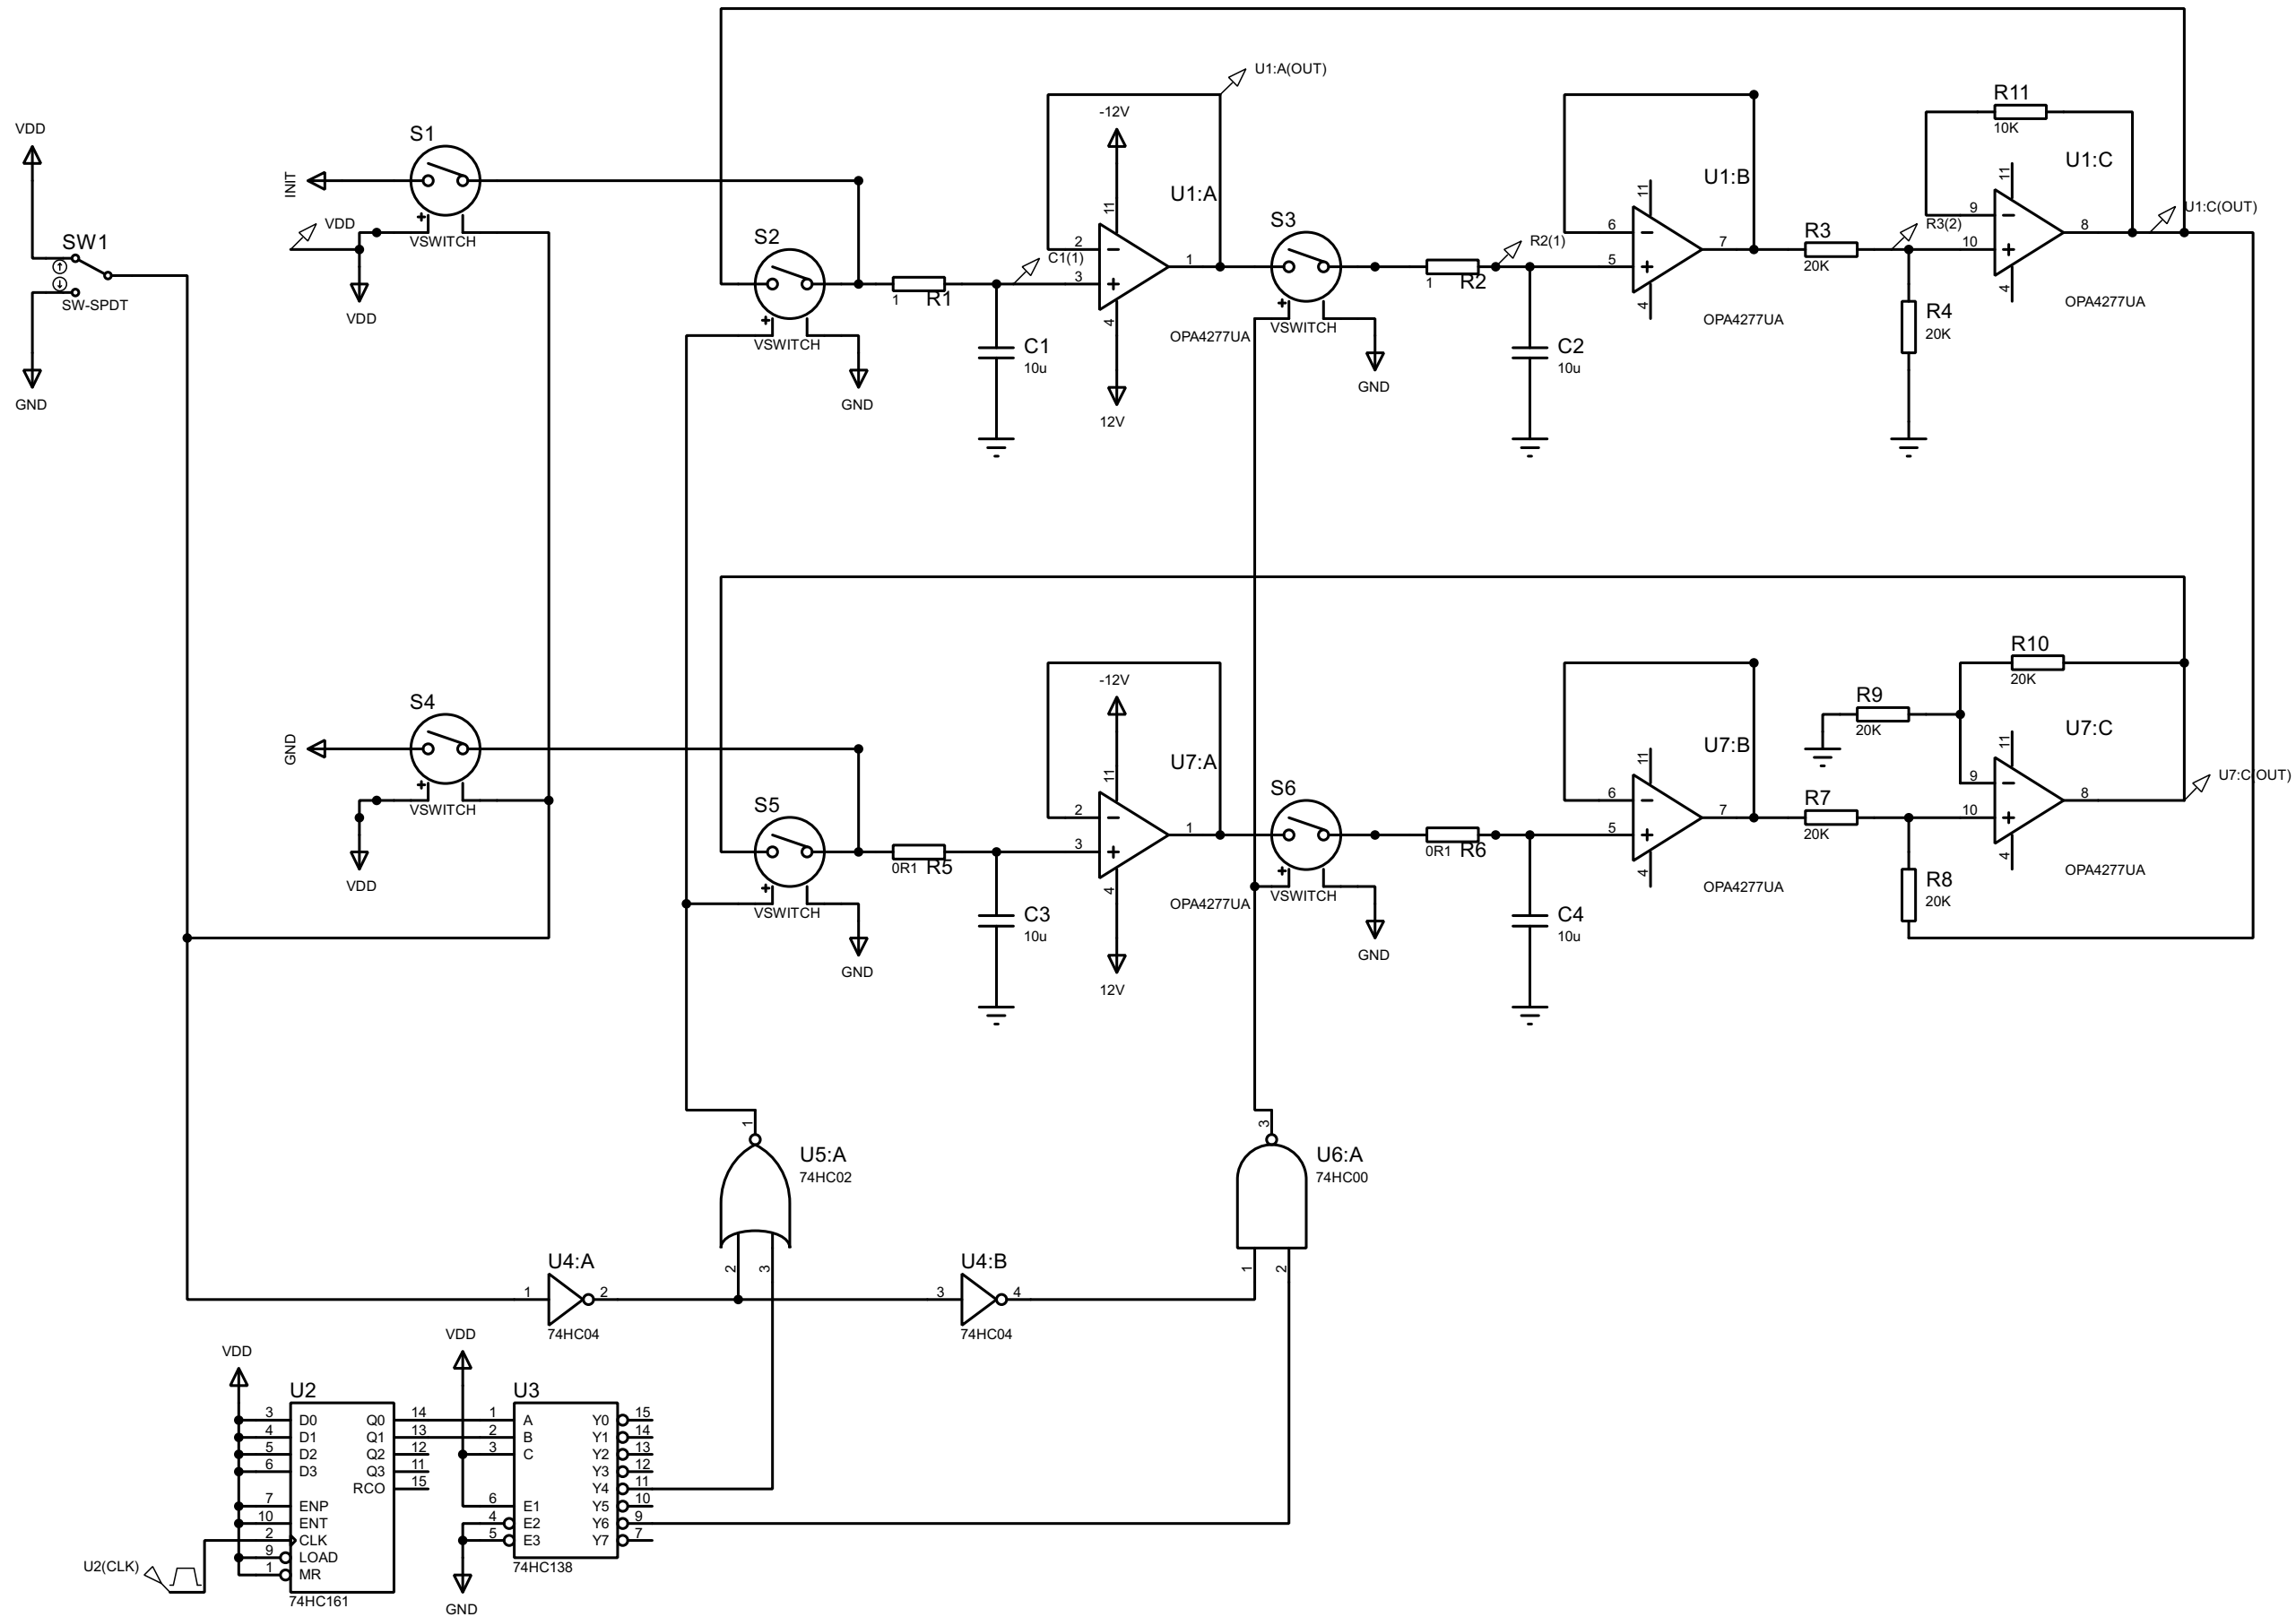 U1:A(OUT)
VDD
S1
-12V
R11
10K
U1:C
INIT
VDD
VSWITCH
11
2
3
4
1
U1:A
C1(1)
S3
R2(1)
11
6
5
4
7
U1:B
R3
20K
R3(2)
11
9
10
4
8
U1:C(OUT)
SW1
SW-SPDT
S2
VSWITCH
1
R1
VSWITCH
1
R2
OPA4277UA
OPA4277UA
OPA4277UA
VDD
C1
10u
C2
10u
R4
20K
GND
GND
GND
12V
R10
20K
R9
20K
S4
-12V
U7:C
GND
VSWITCH
11
2
3
4
1
U7:A
S6
11
6
5
4
7
U7:B
R7
20K
11
9
10
4
8
U7:C(OUT)
S5
VSWITCH
0R1
R5
VSWITCH
0R1
R6
OPA4277UA
OPA4277UA
OPA4277UA
VDD
C3
10u
C4
10u
R8
20K
GND
GND
12V
1
U5:A
74HC02
2
3
3
U6:A
74HC00
1
2
U4:A
1
2
74HC04
U4:B
3
4
74HC04
VDD
VDD
U2
U3
3 D0 Q0 14
4 D1 Q1 13
5 D2 Q2 12
6 D3 Q3 11
RCO 15
7 ENP
10 ENT
2 CLK
9 LOAD
1 MR
74HC161
U2(CLK)
1 A Y0 15
2 B Y1 14
3 C Y2 13
Y3 12
Y4 11
6 E1 Y5 10
4 E2 Y6 9
5 E3 Y7 7
74HC138
GND